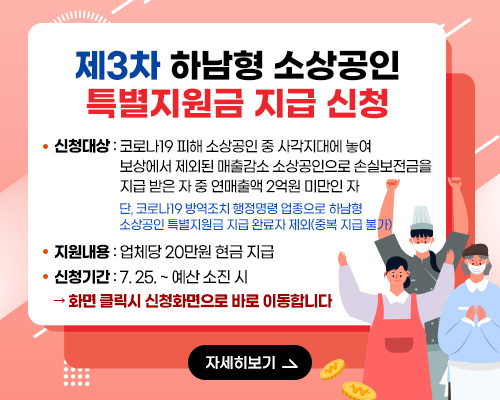 제3차 하남형 소상공인
특별지원금 지급 신청
• 신청대상 : 코로나19 피해 소상공인 중 사각지대에 놓여
보상에서 제외된 매출감소 소상공인으로 손실보전금을
지급 받은 자 중 연매출액 2억원 미만인 자
단, 코로나19 방역조치 행정명령 업종으로 하남형
소상공인 특별지원금 지급 완료자 제외(중복 지급 불가)
• 지원내용 : 업체당 20만원 현금 지급
• 신청기간 : 7. 25. ~ 예산 소진 시
→ 화면 클릭시 신청화면으로 바로 이동합니다
자세히보기